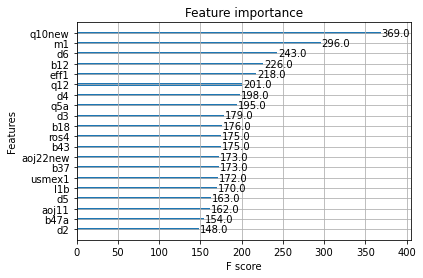 Feature importance
q10new 369.0
m1 296.0
d6 243.0
b12 226.0
eff1 218.0
q12 201.0
d4 198.0
q5a 195.0
d3 179.0
b18 176.0
ros4 175.0
b43 175.0
aoj22new 173.0
b37 173.0
usmex1 172.0
l1b 170.0
d5 163.0
aoj11 162.0
b47a 154.0
d2 148.0
Features
0 50 100 150 200 250 300 350 400
F score